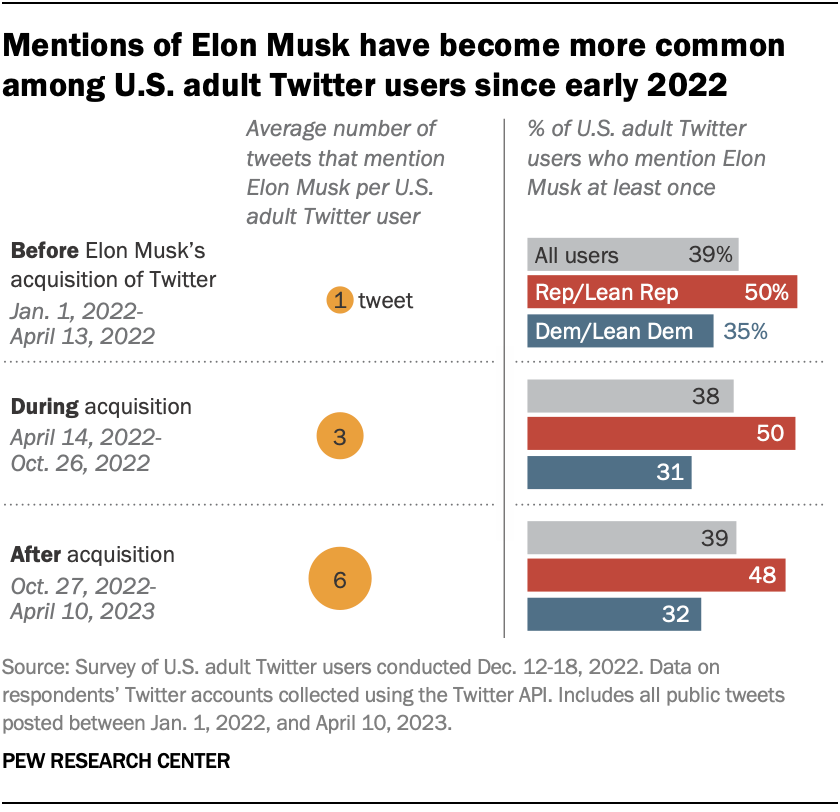 Mentions of Elon Musk have become more common
among U.S. adult Twitter users since early 2022
Average number of
tweets that mention
Elon Musk per U.S.
adult Twitter user
% of U.S. adult Twitter
users who mention Elon
Musk at least once
Before Elon Musk's
acquisition of Twitter
Jan. 1, 2022-
April 13, 2022
1 tweet
All users 39%
Rep/Lean Rep 50%
Dem/Lean Dem 35%
During acquisition
April 14, 2022-
Oct. 26, 2022
3
38
50
31
After acquisition
Oct. 27, 2022-
April 10, 2023
6
39
48
32
Source: Survey of U.S. adult Twitter users conducted Dec. 12-18, 2022. Data on
respondents' Twitter accounts collected using the Twitter API. Includes all public tweets
posted between Jan. 1, 2022, and April 10, 2023.
PEW RESEARCH CENTER